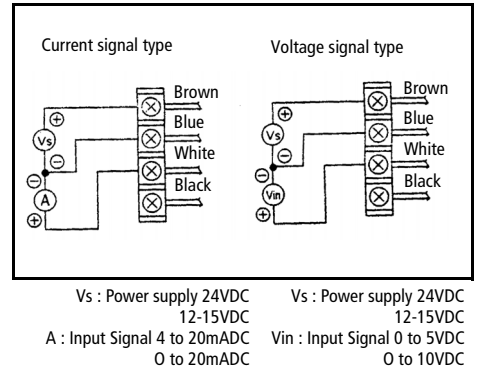 Current signal type
Voltage signal type
⊕
Vs
⊖
⊖
A
⊕
Brown
Blue
White
Black
⊕
Vs
⊖
⊖
Vin
⊕
Brown
Blue
White
Black
Vs : Power supply 24VDC
12-15VDC
A : Input Signal 4 to 20mADC
O to 20mADC
Vs : Power supply 24VDC
12-15VDC
Vin : Input Signal 0 to 5VDC
O to 10VDC